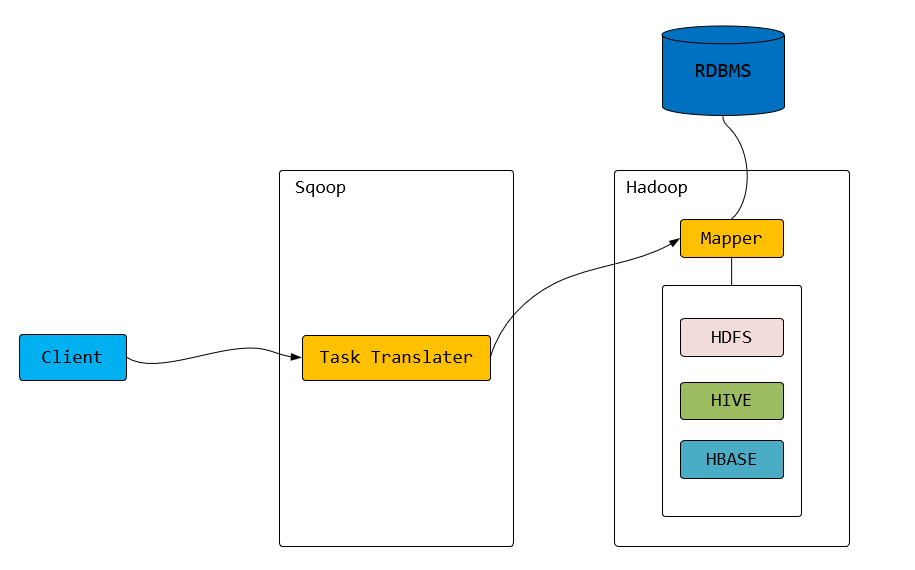 RDBMS
Sqoop
Hadoop
Mapper
Client
Task Translater
HDFS
HIVE
HBASE